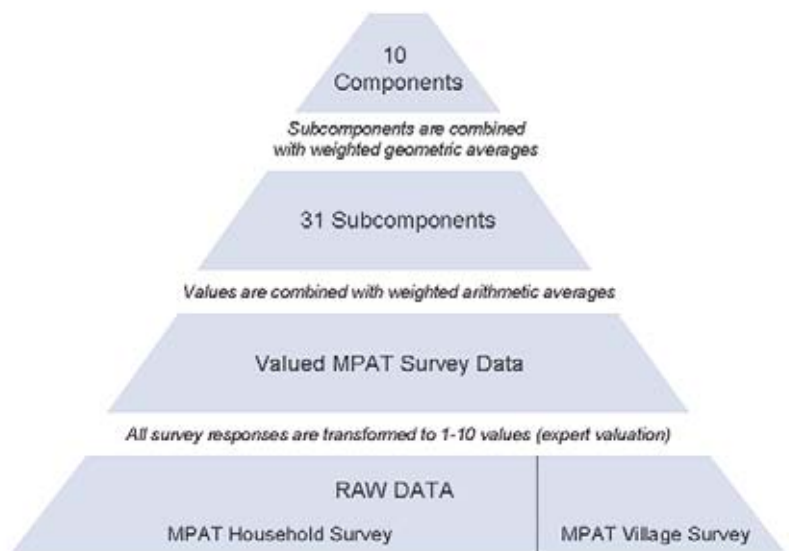 10
Components
Subcomponents are combined
with weighted geometric averages
31 Subcomponents
Values are combined with weighted arithmetic averages
Valued MPAT Survey Data
All survey responses are transformed to 1-10 values (expert valuation)
RAW DATA
MPAT Household Survey
MPAT Village Survey